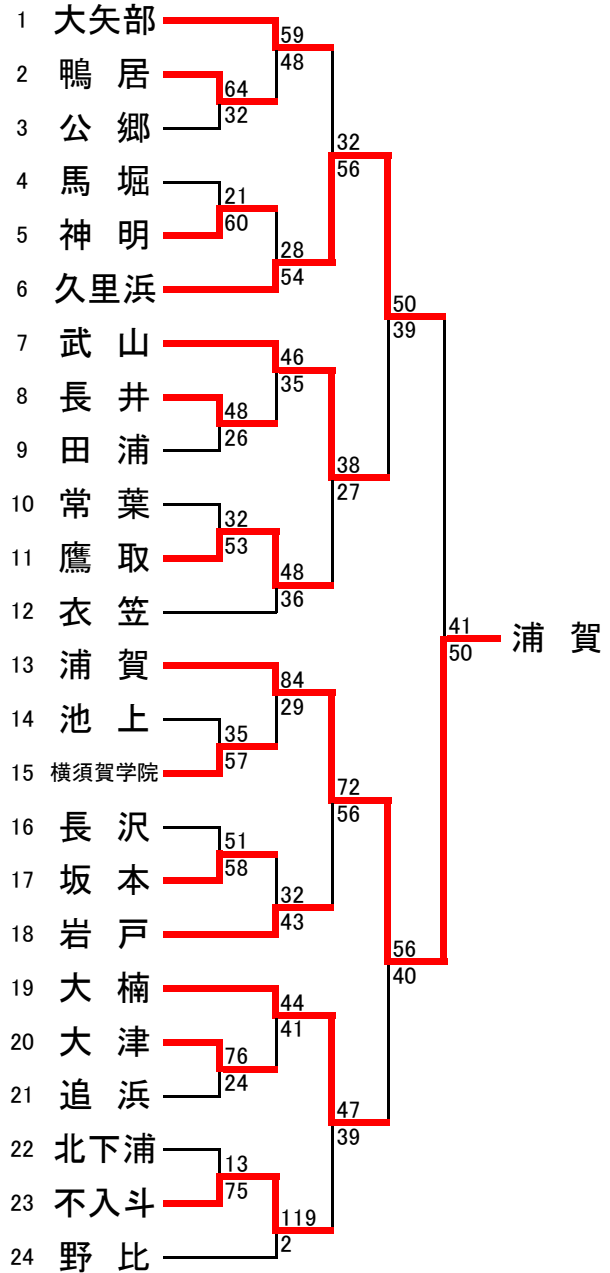 1 大矢部
59
48
2 鴨居
64
32
3 公郷
32
56
4 馬堀
21
60
5 神明
28
54
6 久里浜
50
39
7 武山
46
35
8 長井
48
26
9 田浦
38
27
10 常葉
32
53
11 鷹取
48
36
12 衣笠
41
50
浦賀
13 浦賀
84
29
14 池上
35
57
15 横須賀学院
72
56
16 長沢
51
58
17 坂本
32
43
18 岩戸
56
40
19 大楠
44
41
20 大津
76
24
21 追浜
47
39
22 北下浦
13
75
23 不入斗
119
2
24 野比